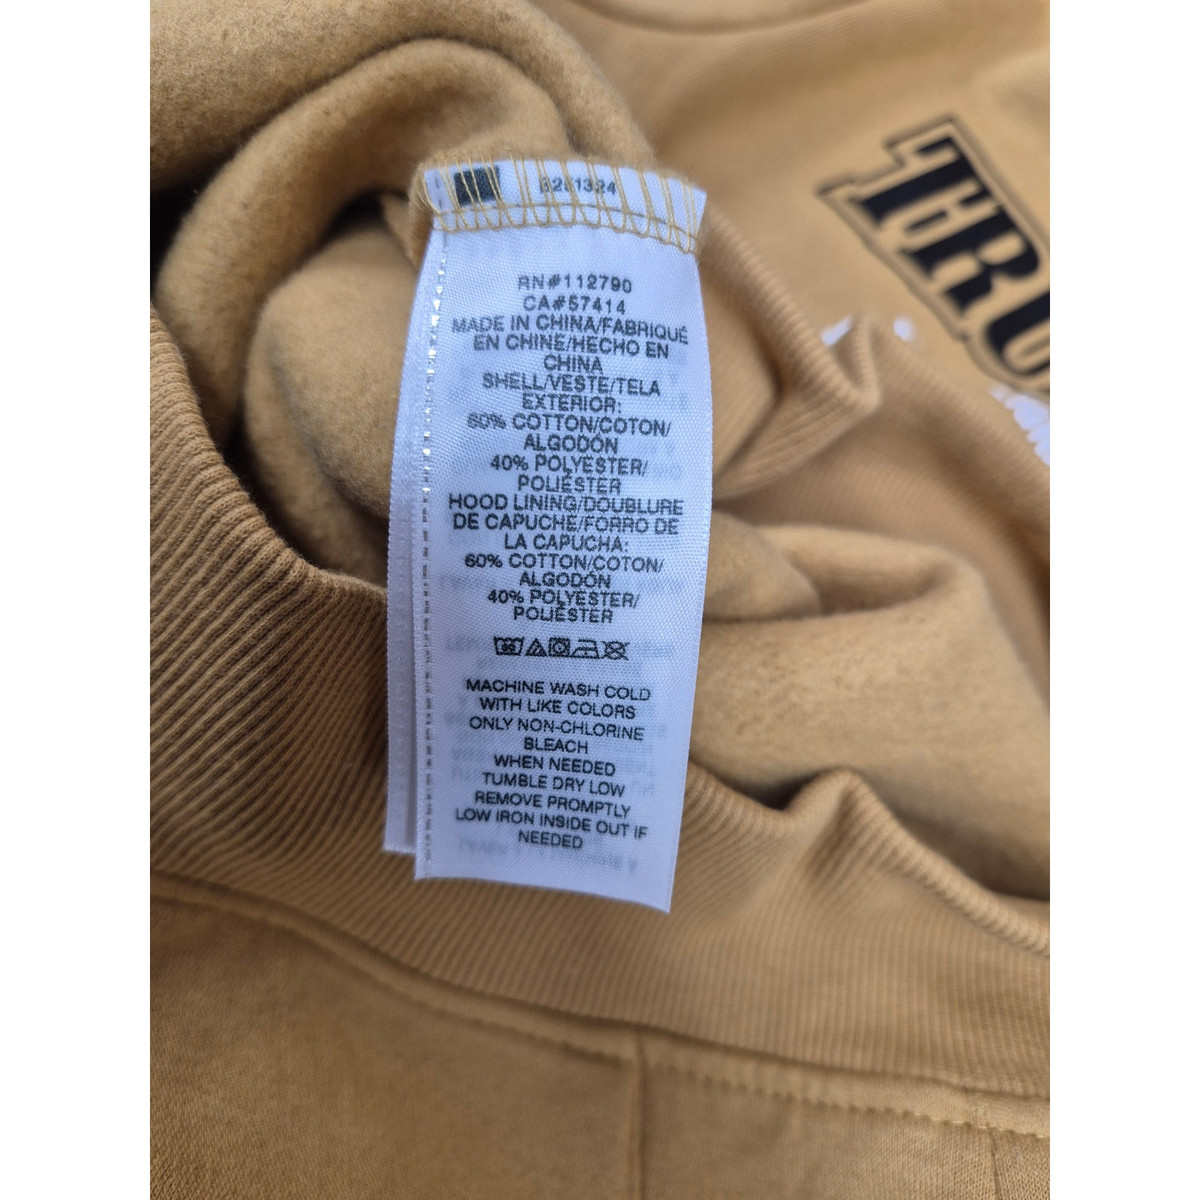 RN#112790
CA#57414
MADE IN CHINA/FABRIQUÉ
EN CHINE/HECHO EN
CHINA
SHELL/VESTE/TELA
EXTERIOR:
60% COTTON/COTON/
ALGODÓN
40% POLYESTER/
POLIÉSTER
HOOD LINING/DOUBLURE
DE CAPUCHE/FORRO DE
LA CAPUCHA:
60% COTTON/COTON/
ALGODÓN
40% POLYESTER/
POLIÉSTER
MACHINE WASH COLD
WITH LIKE COLORS
ONLY NON-CHLORINE
BLEACH
WHEN NEEDED
TUMBLE DRY LOW
REMOVE PROMPTLY
LOW IRON INSIDE OUT IF
NEEDED
TRU